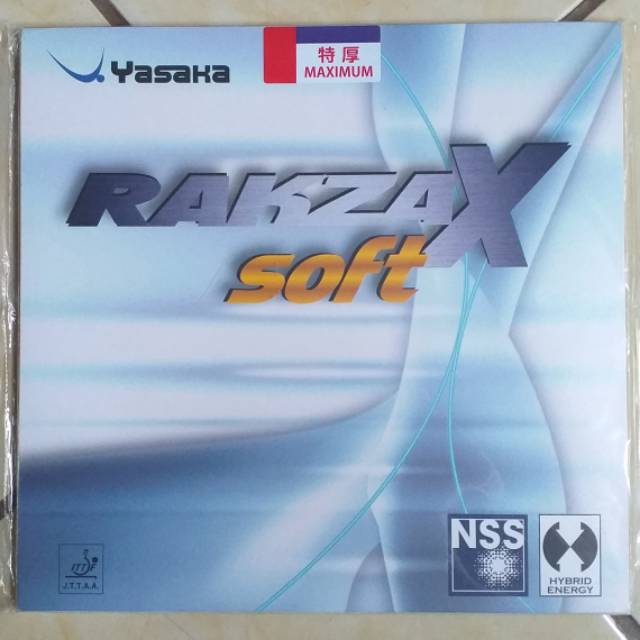 Yasaka
特厚
MAXIMUM
RAKZA X
soft
J.T.T.A.A.
NSS
HYBRID
ENERGY